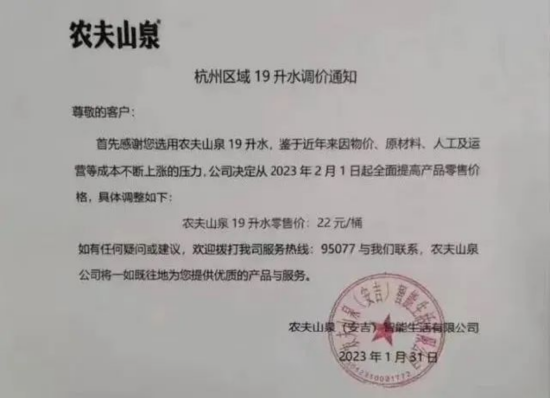 农夫山泉
杭州区域 19 升水调价通知
尊敬的客户：
首先感谢您选用农夫山泉 19 升水，鉴于近年来因物价、原材料、人工及运
营等成本不断上涨的压力，公司决定从 2023 年 2 月 1 日起全面提高产品零售价
格，具体调整如下：
农夫山泉 19 升水零售价：22 元/桶
如有任何疑问或建议，欢迎拨打我司服务热线：95077 与我们联系，农夫山泉
公司将一如既往地为您提供优质的产品与服务。
农夫山泉（安吉）智能生活有限公司
2023 年 1 月 31 日
农夫山泉（安吉）智能生活有限公司